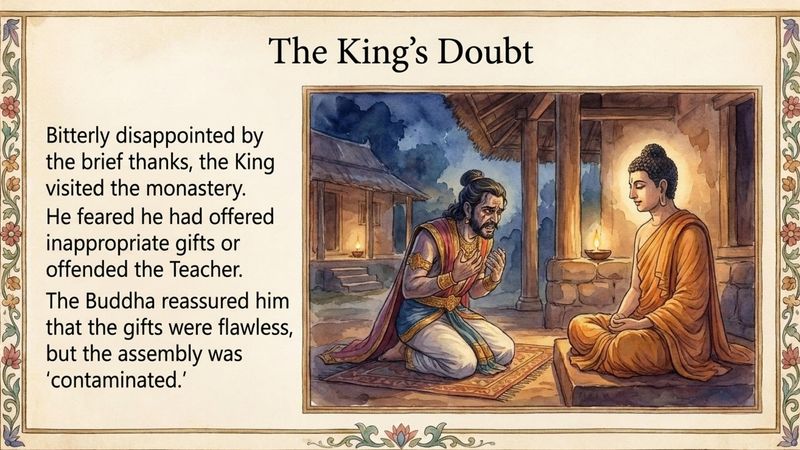 The King’s Doubt
Bitterly disappointed by
the brief thanks, the King
visited the monastery.
He feared he had offered
inappropriate gifts or
offended the Teacher.
The Buddha reassured him
that the gifts were flawless,
but the assembly was
‘contaminated.’